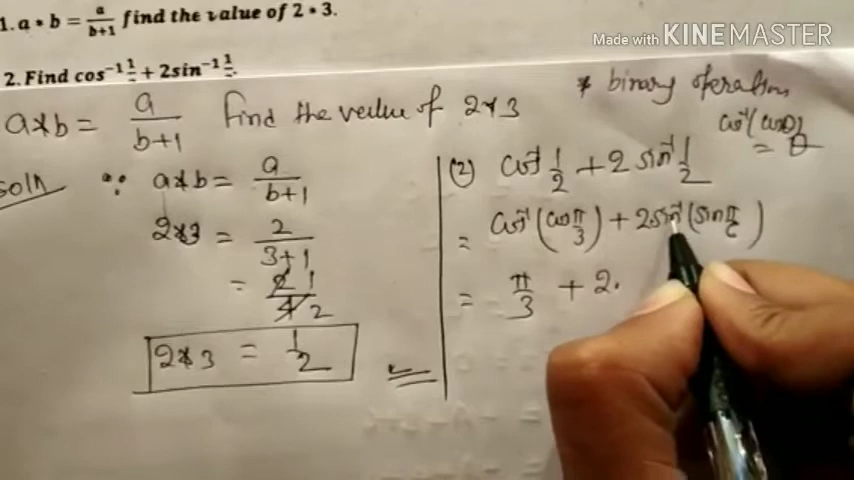 Made with KINEMASTER
1. a * b = a/(b+1) find the value of 2 * 3.
2. Find cos⁻¹ 1/ + 2sin⁻¹ 1/.
a*b = a/(b+1) find the value of 2*3
* binary operations
cos⁻¹(cosθ)
= θ
Soln
∵ a*b = a/(b+1)
2*3 = 2/(3+1)
= 2/4 1/2
2*3 = 1/2
(2) cos⁻¹ 1/2 + 2 sin⁻¹ 1/2
= cos⁻¹(cos π/3) + 2 sin⁻¹(sin π/6)
= π/3 + 2.